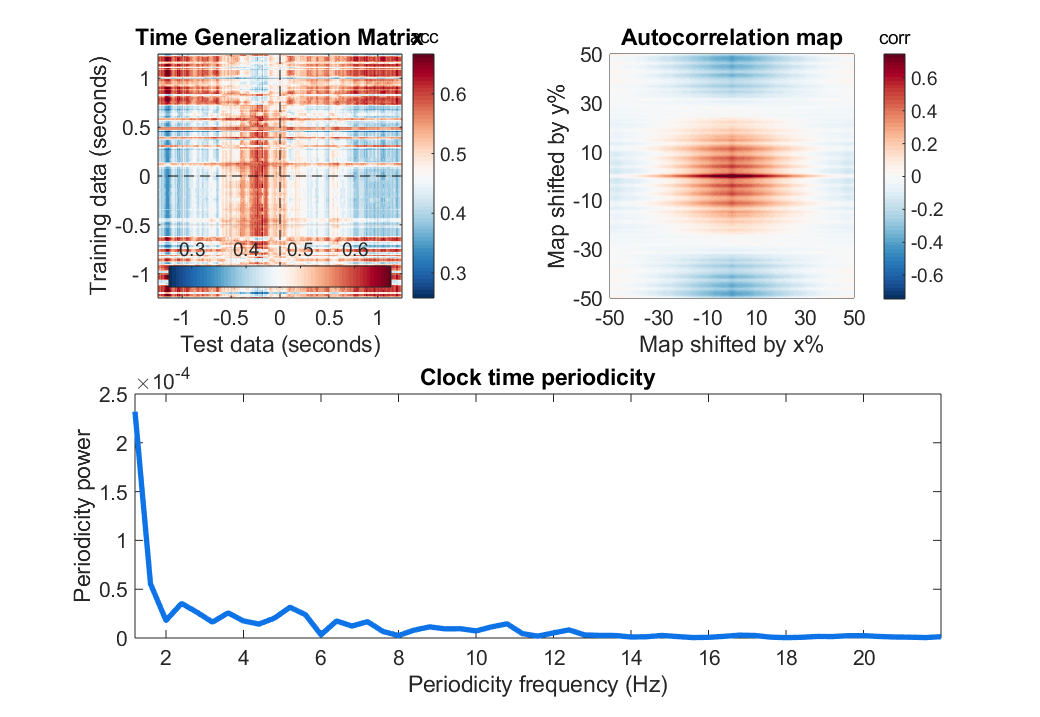 Time Generalization Matrix
acc
Training data (seconds)
1
0.5
0
-0.5
-1
0.3 0.4 0.5 0.6
-1 -0.5 0 0.5 1
Test data (seconds)
0.6
0.5
0.4
0.3
Autocorrelation map
corr
Map shifted by y%
50
30
10
-10
-30
-50
-50 -30 -10 10 30 50
Map shifted by x%
0.6
0.4
0.2
0
-0.2
-0.4
-0.6
Clock time periodicity
×10-4
Periodicity power
2.5
2
1.5
1
0.5
0
2 4 6 8 10 12 14 16 18 20
Periodicity frequency (Hz)